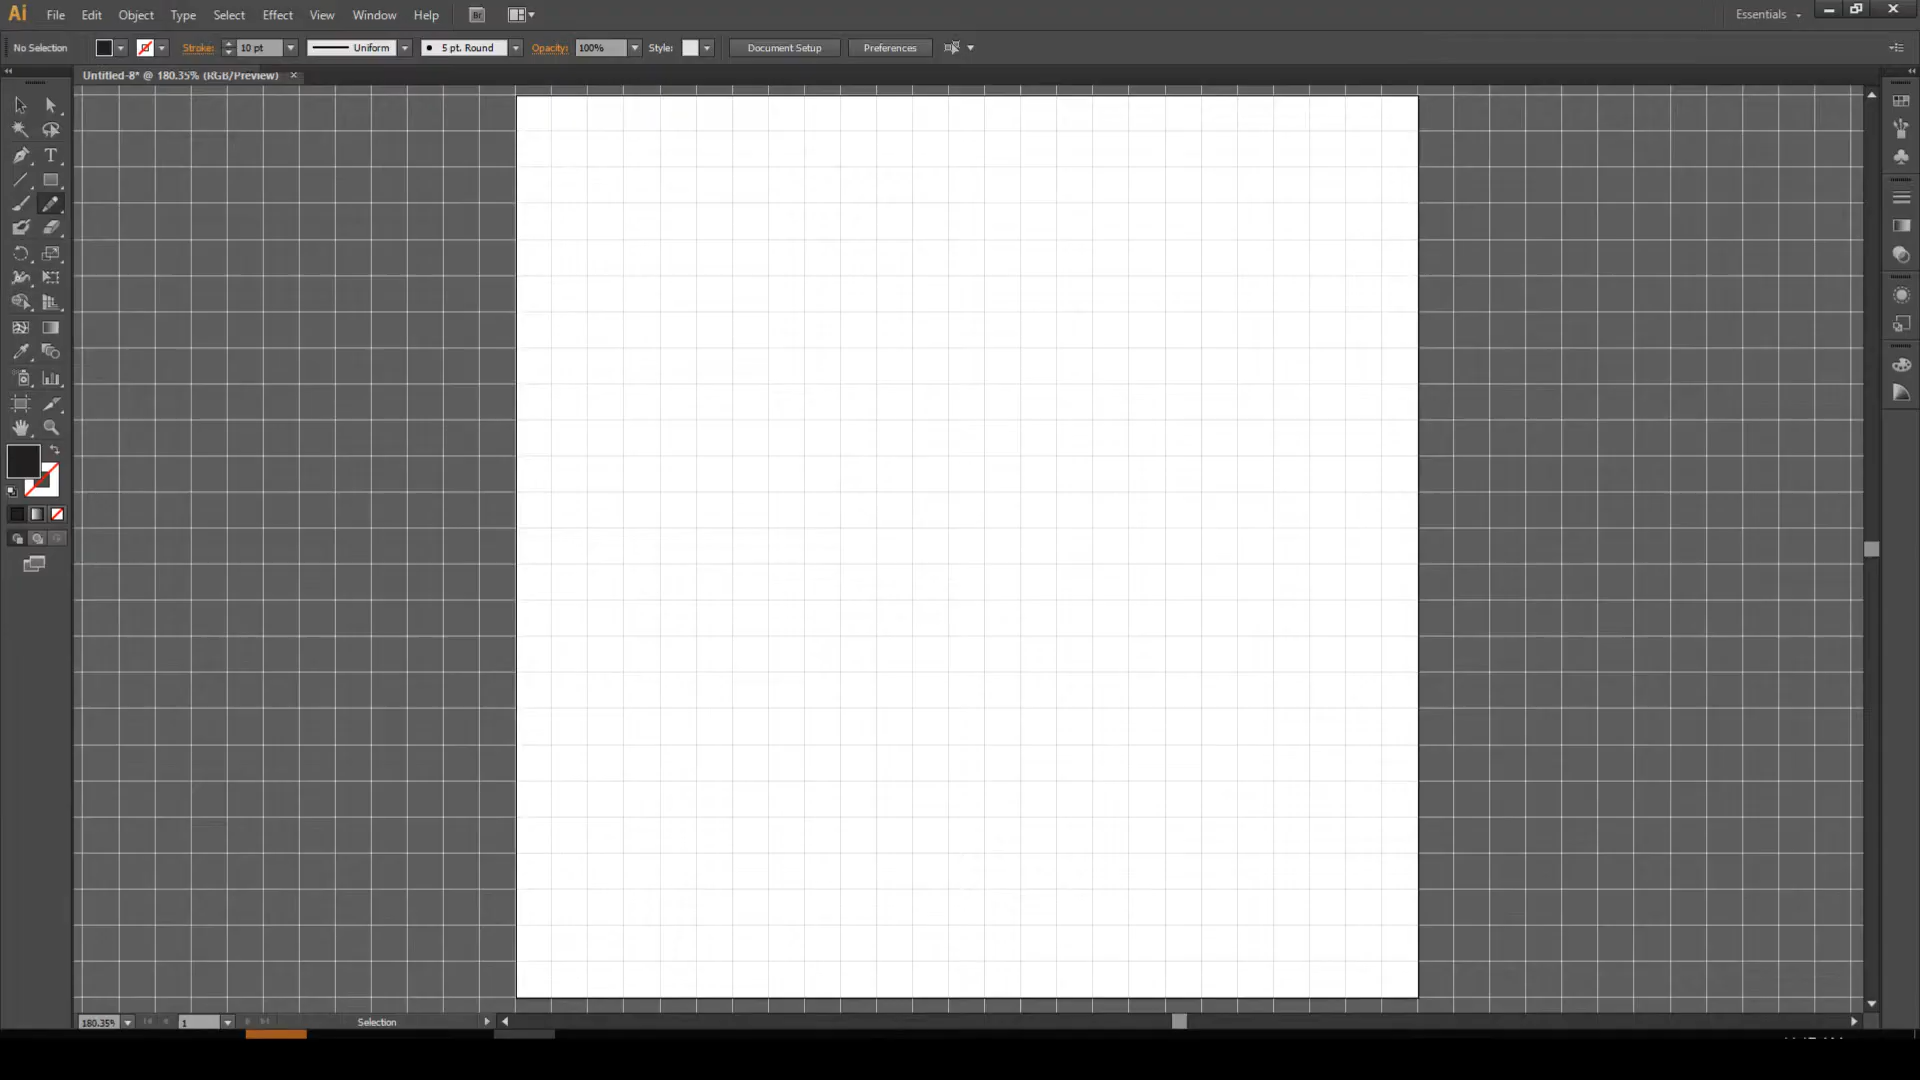 Ai File Edit Object Type Select Effect View Window Help Br Essentials
No Selection Stroke: 10 pt Uniform 5 pt. Round Opacity: 100% Style: Document Setup Preferences
Untitled-8* @ 180.35% (RGB/Preview)
T
180.35% 1 Selection